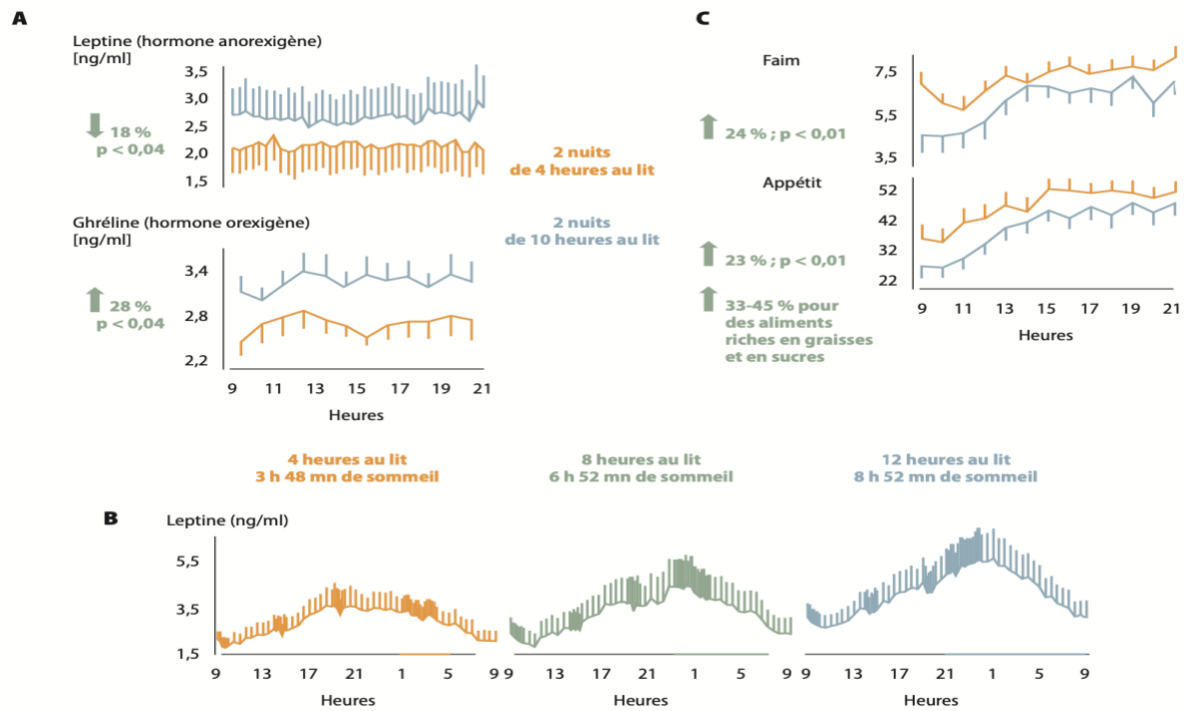 A
Leptine (hormone anorexigène)
[ng/ml]
3,5
3,0
2,5
2,0
1,5
18 %
p < 0,04
2 nuits
de 4 heures au lit
Ghréline (hormone orexigène)
[ng/ml]
2 nuits
de 10 heures au lit
3,4
2,8
2,2
28 %
p < 0,04
9 11 13 15 17 19 21
Heures
C
Faim
7,5
5,5
3,5
24 % ; p < 0,01
Appétit
52
42
32
22
23 % ; p < 0,01
33-45 % pour
des aliments
riches en graisses
et en sucres
9 11 13 15 17 19 21
Heures
4 heures au lit
3 h 48 mn de sommeil
8 heures au lit
6 h 52 mn de sommeil
12 heures au lit
8 h 52 mn de sommeil
B
Leptine (ng/ml)
5,5
3,5
1,5
9 13 17 21 1 5 9
Heures
9 13 17 21 1 5 9
Heures
9 13 17 21 1 5 9
Heures